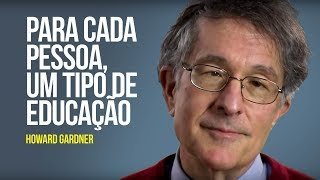 PARA CADA
PESSOA,
UM TIPO DE
EDUCAÇÃO
HOWARD GARDNER